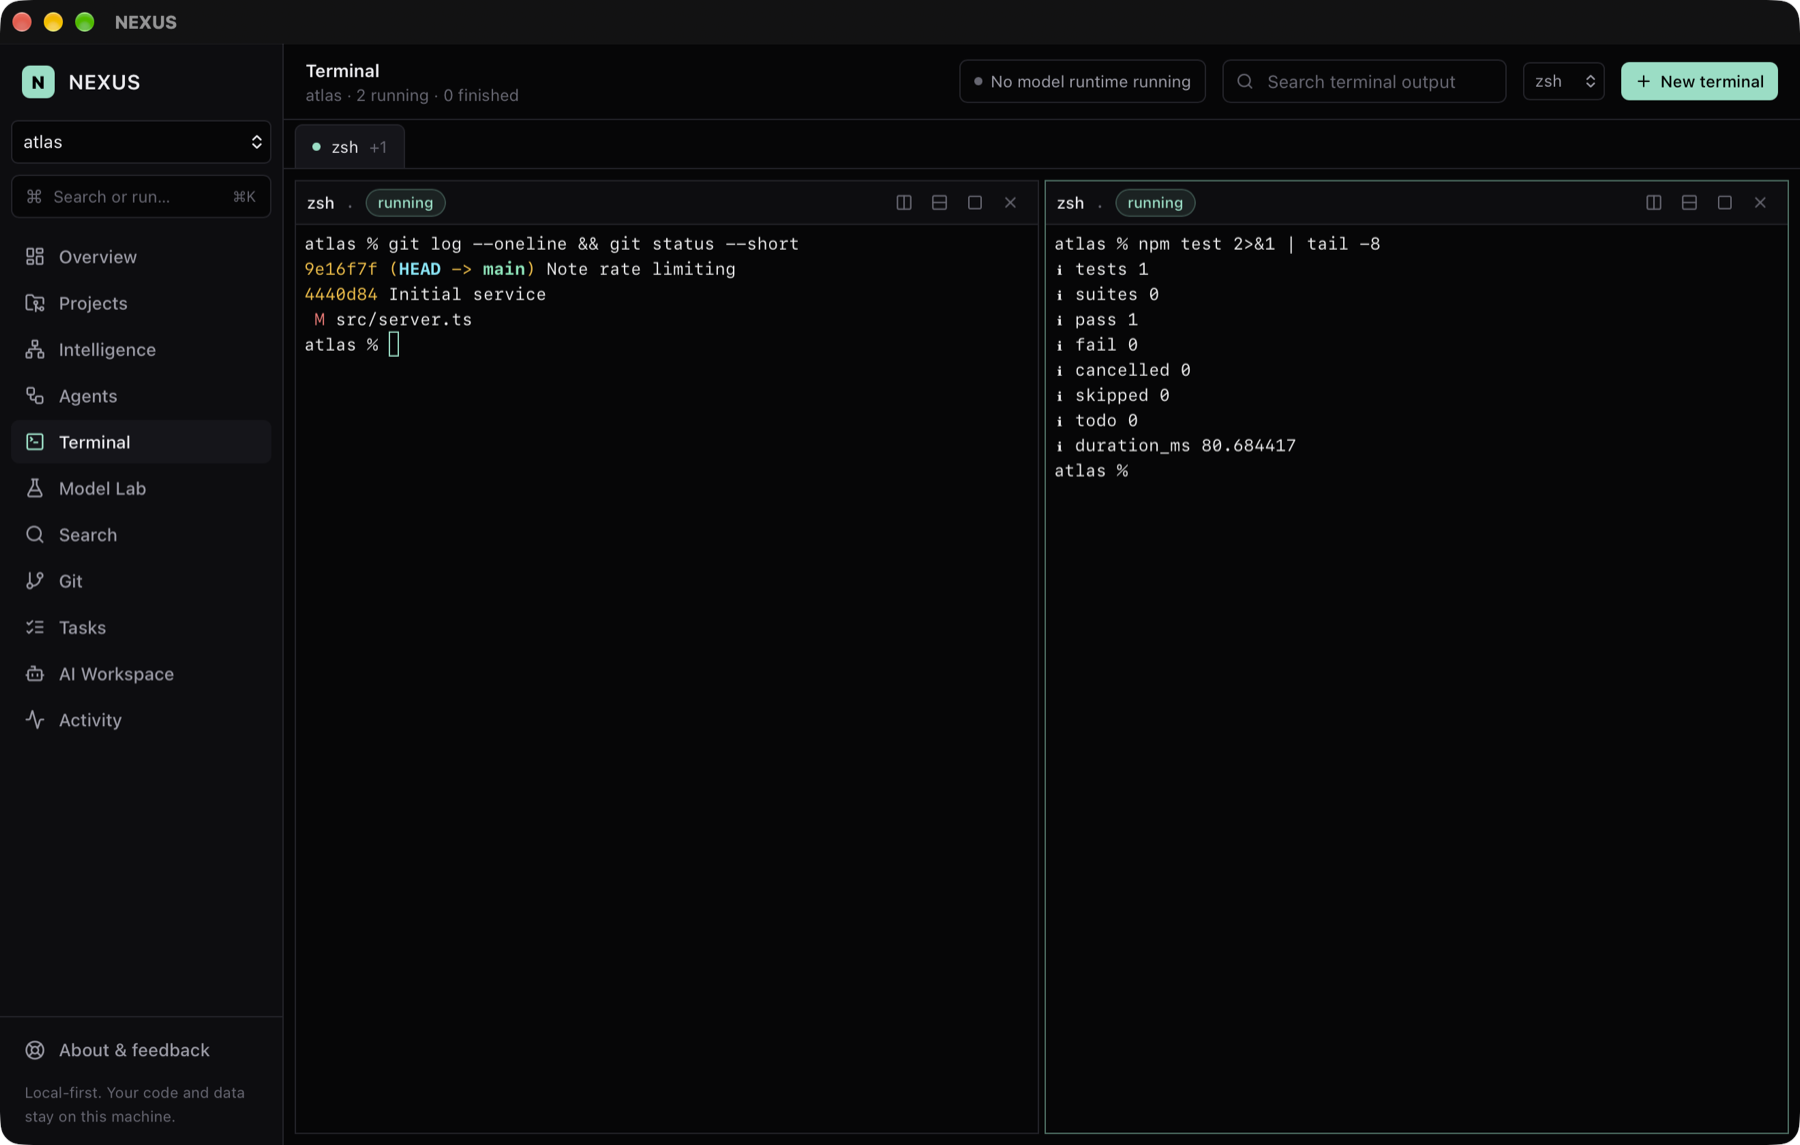 NEXUS
N NEXUS
atlas
⌘ Search or run... ⌘K
Overview
Projects
Intelligence
Agents
Terminal
Model Lab
Search
Git
Tasks
AI Workspace
Activity
About & feedback
Local-first. Your code and data
stay on this machine.
Terminal
atlas · 2 running · 0 finished
No model runtime running
Search terminal output
zsh
+ New terminal
zsh +1
zsh . running
atlas % git log --oneline && git status --short
9e16f7f (HEAD -> main) Note rate limiting
4440d84 Initial service
M src/server.ts
atlas %
zsh . running
atlas % npm test 2>&1 | tail -8
ℹ tests 1
ℹ suites 0
ℹ pass 1
ℹ fail 0
ℹ cancelled 0
ℹ skipped 0
ℹ todo 0
ℹ duration_ms 80.684417
atlas %